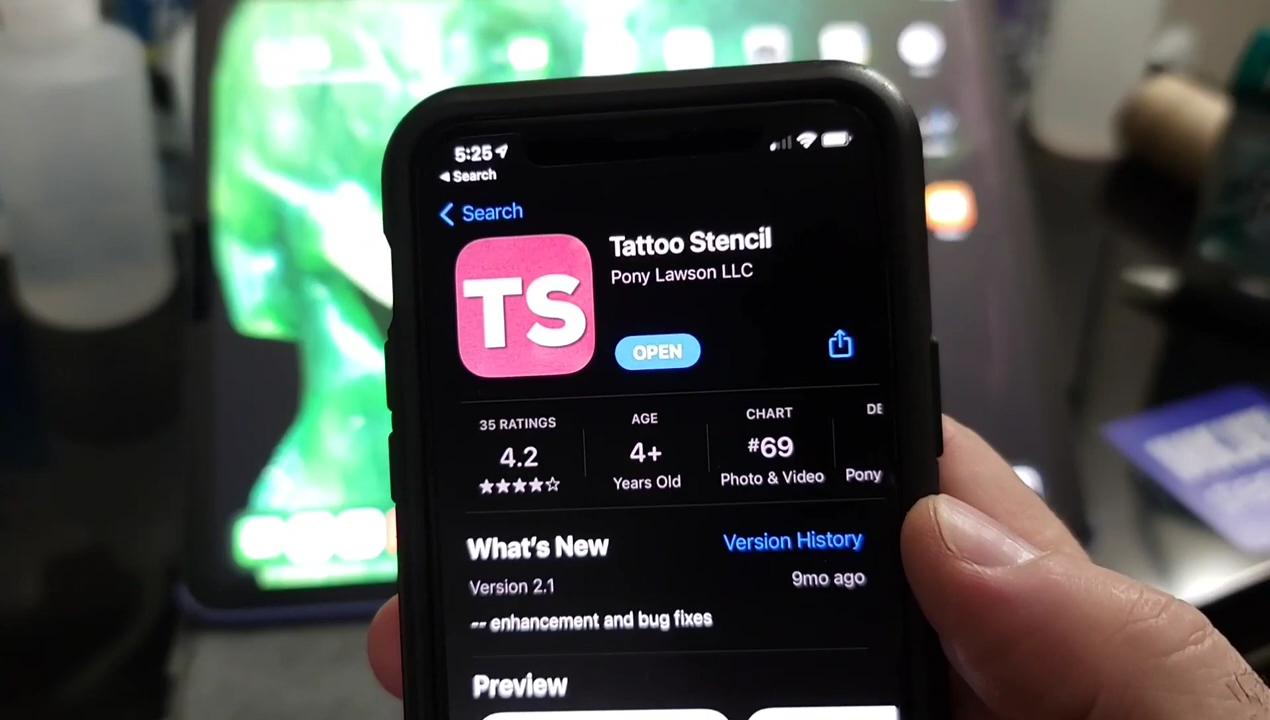 5:25
Search
Search
TS
Tattoo Stencil
Pony Lawson LLC
OPEN
35 RATINGS
4.2
AGE
4+
Years Old
CHART
#69
Photo & Video
DE
Pony
What's New
Version History
Version 2.1
9mo ago
-- enhancement and bug fixes
Preview